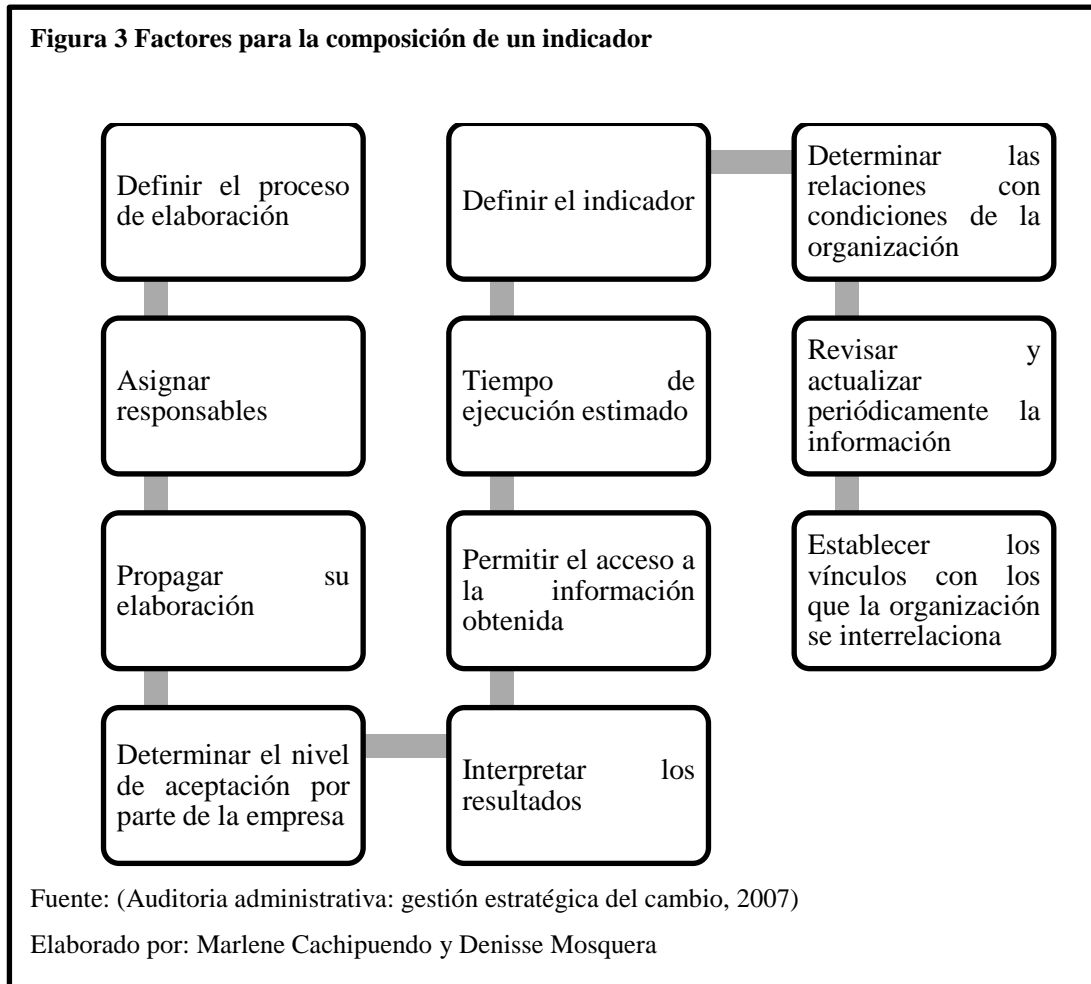 Figura 3 Factores para la composición de un indicador
Definir el proceso
de elaboración
Asignar
responsables
Propagar su
elaboración
Determinar el nivel
de aceptación por
parte de la empresa
Interpretar los
resultados
Permitir el acceso a
la información
obtenida
Tiempo de
ejecución estimado
Definir el indicador
Determinar las
relaciones con
condiciones de la
organización
Revisar y
actualizar
periódicamente la
información
Establecer los
vínculos con los
que la organización
se interrelaciona
Fuente: (Auditoria administrativa: gestión estratégica del cambio, 2007)
Elaborado por: Marlene Cachipuendo y Denisse Mosquera